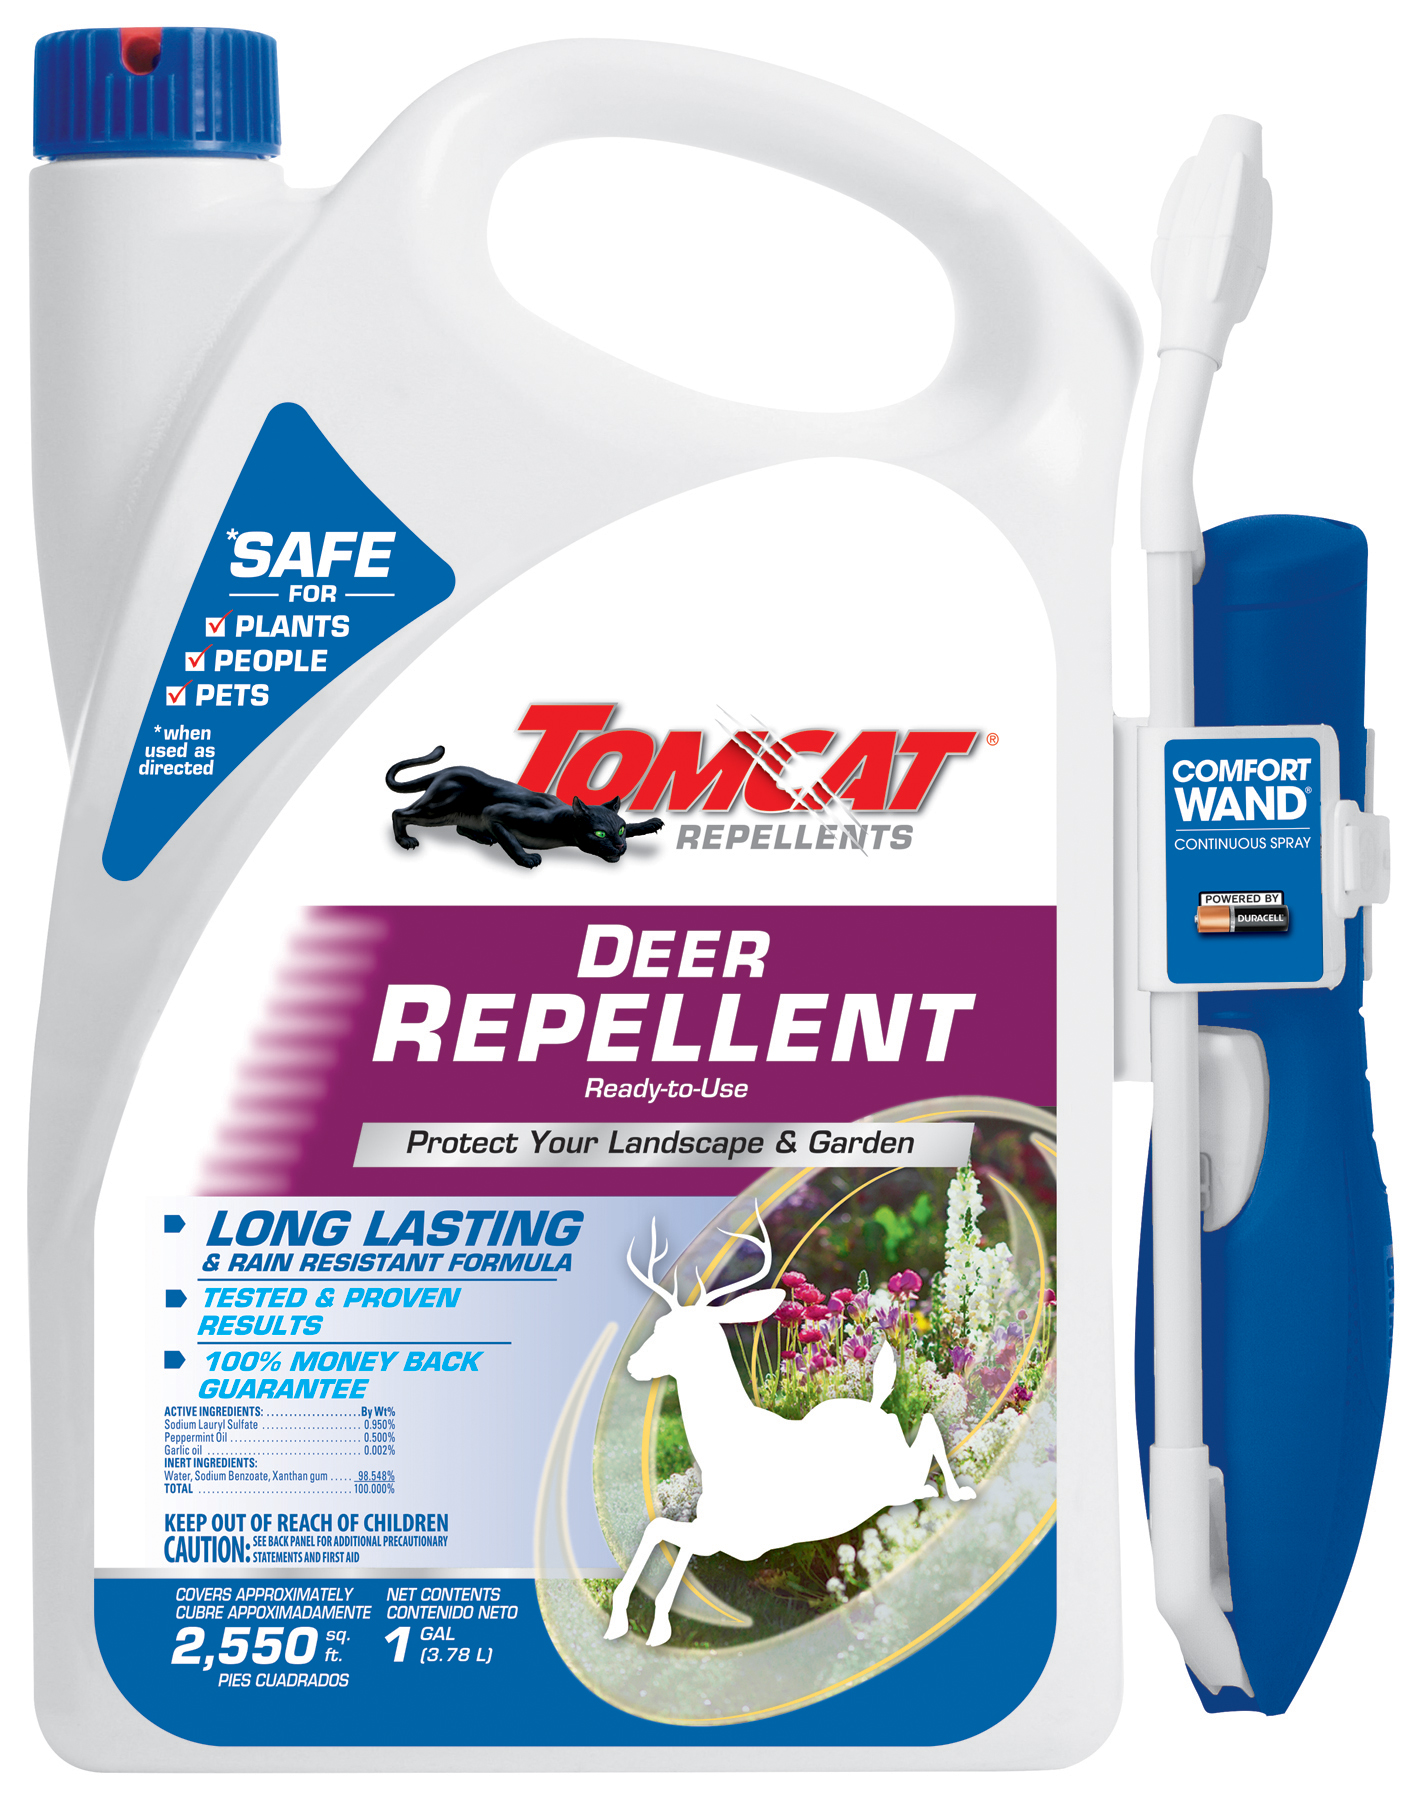 *SAFE
FOR
PLANTS
PEOPLE
PETS
*when
used as
directed
TOMCAT®
REPELLENTS
COMFORT
WAND®
CONTINUOUS SPRAY
POWERED BY
DURACELL
DEER
REPELLENT
Ready-to-Use
Protect Your Landscape & Garden
LONG LASTING
& RAIN RESISTANT FORMULA
TESTED & PROVEN
RESULTS
100% MONEY BACK
GUARANTEE
ACTIVE INGREDIENTS: ..................... By Wt%
Sodium Lauryl Sulfate ...................... 0.950%
Peppermint Oil ............................. 0.500%
Garlic oil .................................. 0.002%
INERT INGREDIENTS:
Water, Sodium Benzoate, Xanthan gum ..... 98.548%
TOTAL .................................. 100.000%
KEEP OUT OF REACH OF CHILDREN
CAUTION: SEE BACK PANEL FOR ADDITIONAL PRECAUTIONARY
STATEMENTS AND FIRST AID
COVERS APPROXIMATELY
CUBRE APPOXIMADAMENTE
2,550 sq. ft.
PIES CUADRADOS
NET CONTENTS
CONTENIDO NETO
1 GAL
(3.78 L)